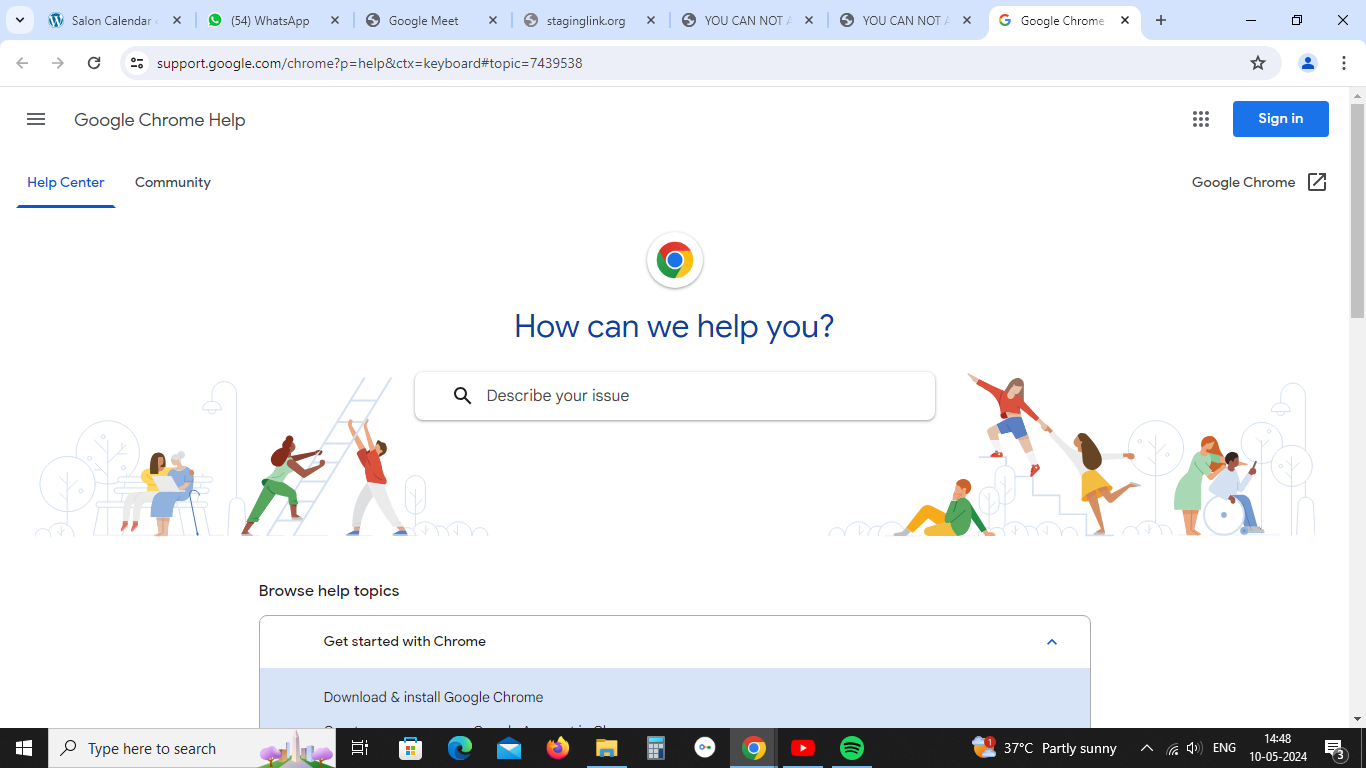 Salon Calendar
(54) WhatsApp
Google Meet
staginglink.org
YOU CAN NOT A
YOU CAN NOT A
Google Chrome
support.google.com/chrome?p=help&ctx=keyboard#topic=7439538
Google Chrome Help
Sign in
Help Center
Community
Google Chrome
How can we help you?
Describe your issue
Browse help topics
Get started with Chrome
Download & install Google Chrome
Type here to search
1
37°C Partly sunny
ENG
14:48
10-05-2024
3